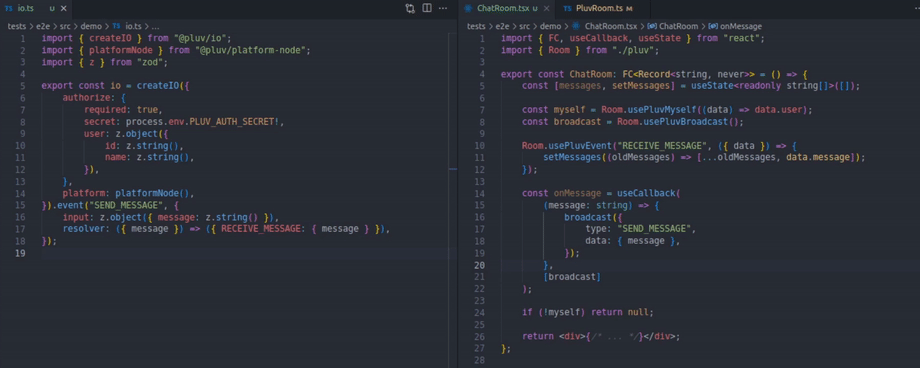 TS io.ts U ×
tests > e2e > src > demo > TS io.ts > ...
1 import { createIO } from "@pluv/io";
2 import { platformNode } from "@pluv/platform-node";
3 import { z } from "zod";
4
5 export const io = createIO({
6 authorize: {
7 required: true,
8 secret: process.env.PLUV_AUTH_SECRET!,
9 user: z.object({
10 id: z.string(),
11 name: z.string(),
12 }),
13 },
14 platform: platformNode(),
15 }).event("SEND_MESSAGE", {
16 input: z.object({ message: z.string() }),
17 resolver: ({ message }) => ({ RECEIVE_MESSAGE: { message } }),
18 });
19
ChatRoom.tsx U × TS PluvRoom.ts M
tests > e2e > src > demo > ChatRoom.tsx > ChatRoom > onMessage
1 import { FC, useCallback, useState } from "react";
2 import { Room } from "./pluv";
3
4 export const ChatRoom: FC<Record<string, never>> = () => {
5 const [messages, setMessages] = useState<readonly string[]>([]);
6
7 const myself = Room.usePluvMyself((data) => data.user);
8 const broadcast = Room.usePluvBroadcast();
9
10 Room.usePluvEvent("RECEIVE_MESSAGE", ({ data }) => {
11 setMessages((oldMessages) => [...oldMessages, data.message]);
12 });
13
14 const onMessage = useCallback(
15 (message: string) => {
16 broadcast({
17 type: "SEND_MESSAGE",
18 data: { message },
19 });
20 },
21 [broadcast]
22 );
23
24 if (!myself) return null;
25
26 return <div>{/* ... */}</div>;
27 };
28